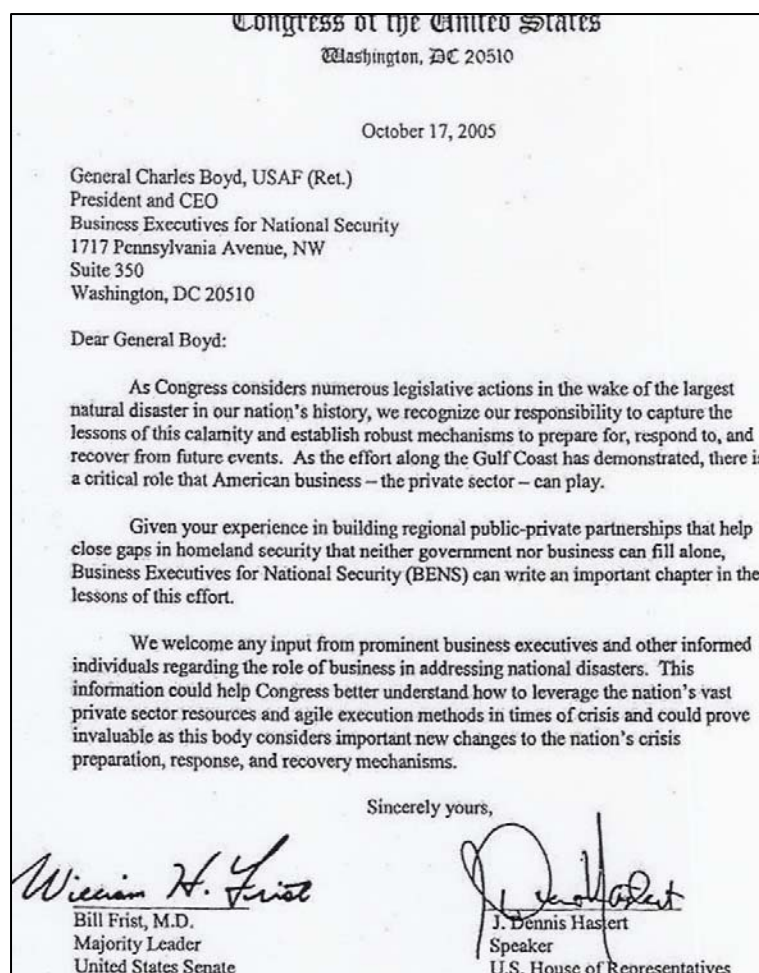 Congress of the United States
Washington, DC 20510
October 17, 2005
General Charles Boyd, USAF (Ret.)
President and CEO
Business Executives for National Security
1717 Pennsylvania Avenue, NW
Suite 350
Washington, DC 20510
Dear General Boyd:
As Congress considers numerous legislative actions in the wake of the largest
natural disaster in our nation's history, we recognize our responsibility to capture the
lessons of this calamity and establish robust mechanisms to prepare for, respond to, and
recover from future events. As the effort along the Gulf Coast has demonstrated, there is
a critical role that American business – the private sector – can play.
Given your experience in building regional public-private partnerships that help
close gaps in homeland security that neither government nor business can fill alone,
Business Executives for National Security (BENS) can write an important chapter in the
lessons of this effort.
We welcome any input from prominent business executives and other informed
individuals regarding the role of business in addressing national disasters. This
information could help Congress better understand how to leverage the nation's vast
private sector resources and agile execution methods in times of crisis and could prove
invaluable as this body considers important new changes to the nation's crisis
preparation, response, and recovery mechanisms.
Sincerely yours,
William H. Frist
Bill Frist, M.D.
Majority Leader
United States Senate
Dennis Hastert
J. Dennis Hastert
Speaker
U.S. House of Representatives